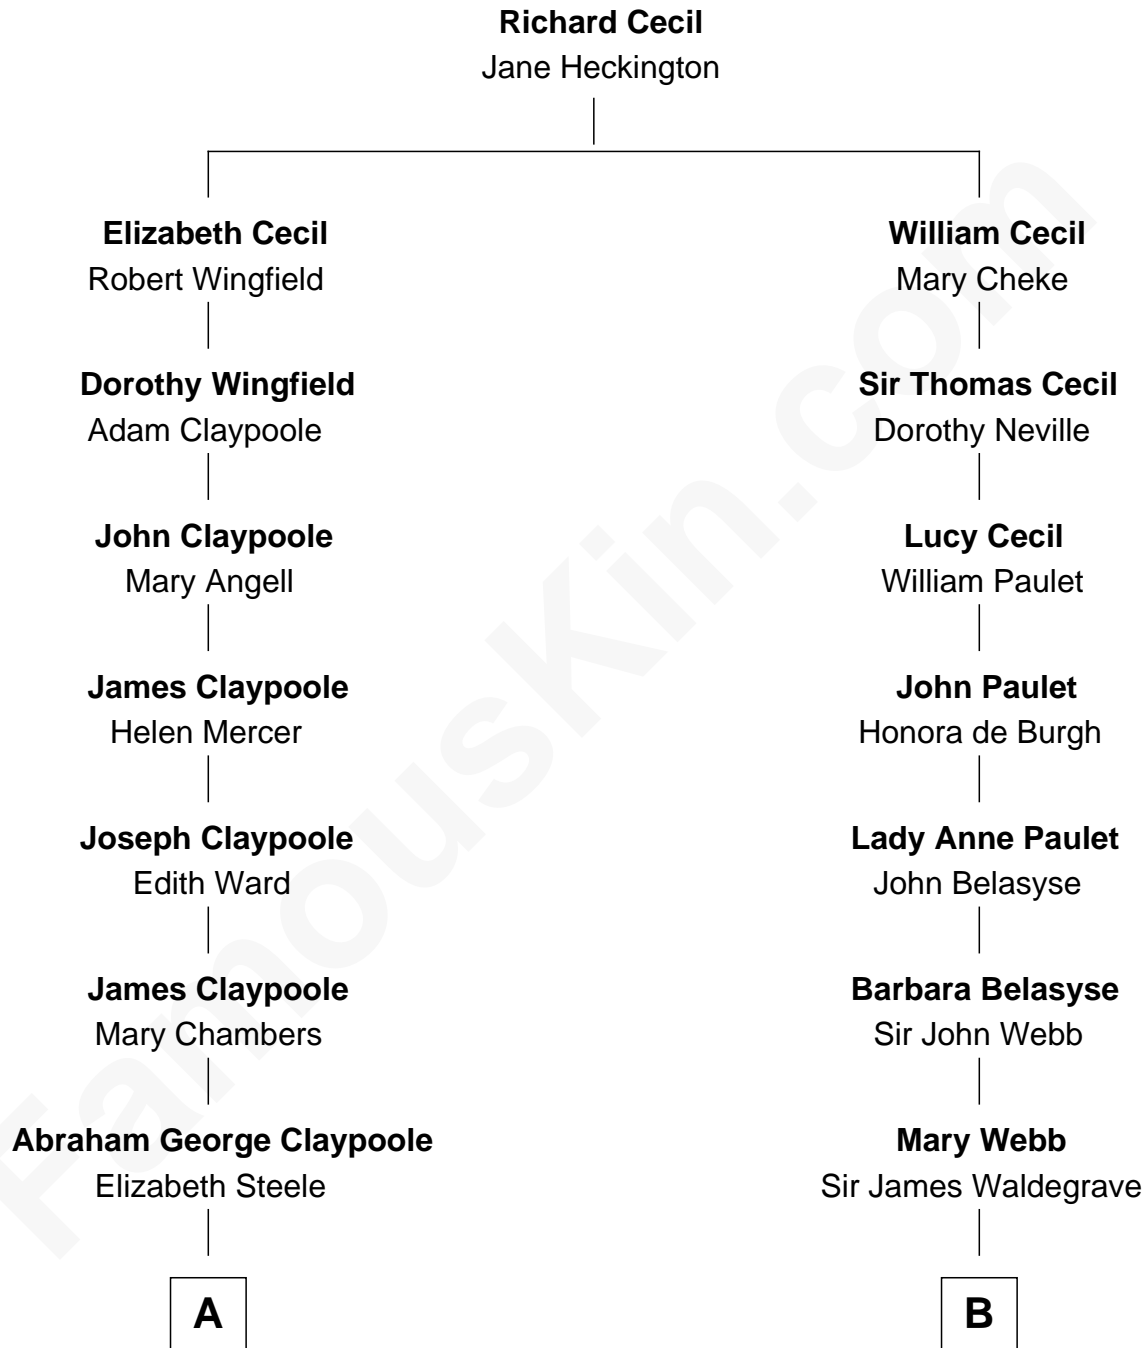 Richard Cecil
Jane Heckington
Elizabeth Cecil
Robert Wingfield
William Cecil
Mary Cheke
Dorothy Wingfield
Adam Claypoole
Sir Thomas Cecil
Dorothy Neville
John Claypoole
Mary Angell
Lucy Cecil
William Paulet
James Claypoole
Helen Mercer
John Paulet
Honora de Burgh
Joseph Claypoole
Edith Ward
Lady Anne Paulet
John Belasyse
James Claypoole
Mary Chambers
Barbara Belasyse
Sir John Webb
Abraham George Claypoole
Elizabeth Steele
Mary Webb
Sir James Waldegrave
A
B
FamousKin.com